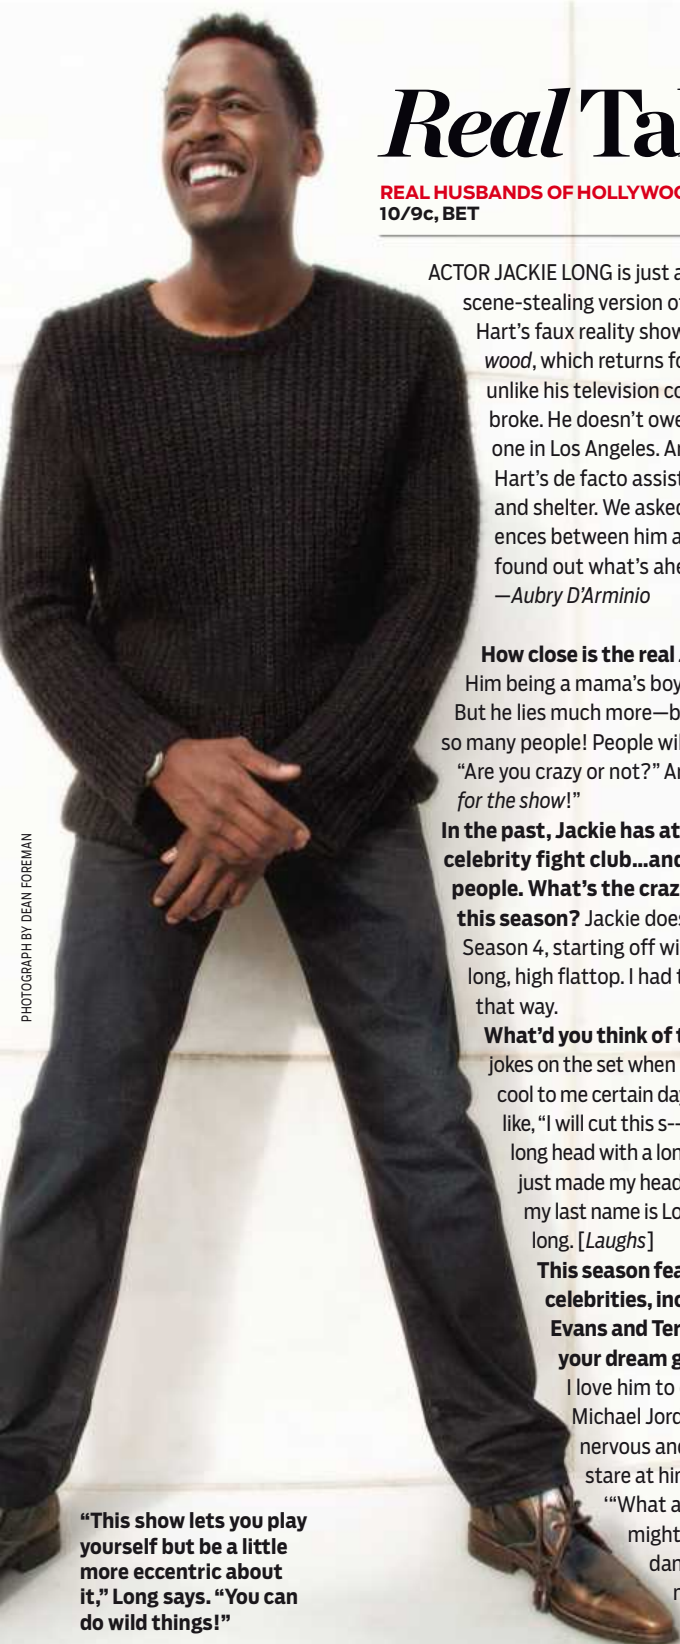 Real Ta
REAL HUSBANDS OF HOLLYWOO
10/9c, BET
ACTOR JACKIE LONG is just a
scene-stealing version of
Hart's faux reality show
wood, which returns fo
unlike his television co
broke. He doesn't owe
one in Los Angeles. An
Hart's de facto assist
and shelter. We asked
ences between him a
found out what's ahe
—Aubry D'Arminio
How close is the real
Him being a mama's boy
But he lies much more—b
so many people! People wil
"Are you crazy or not?" An
for the show!"
In the past, Jackie has at
celebrity fight club...and
people. What's the craz
this season? Jackie does
Season 4, starting off wi
long, high flattop. I had t
that way.
What'd you think of t
jokes on the set when
cool to me certain day
like, "I will cut this s--
long head with a lon
just made my head
my last name is Lo
long. [Laughs]
This season fea
celebrities, inc
Evans and Ter
your dream g
I love him to
Michael Jord
nervous and
stare at hi
"'What a
might
dan
PHOTOGRAPH BY DEAN FOREMAN
"This show lets you play
yourself but be a little
more eccentric about
it," Long says. "You can
do wild things!"